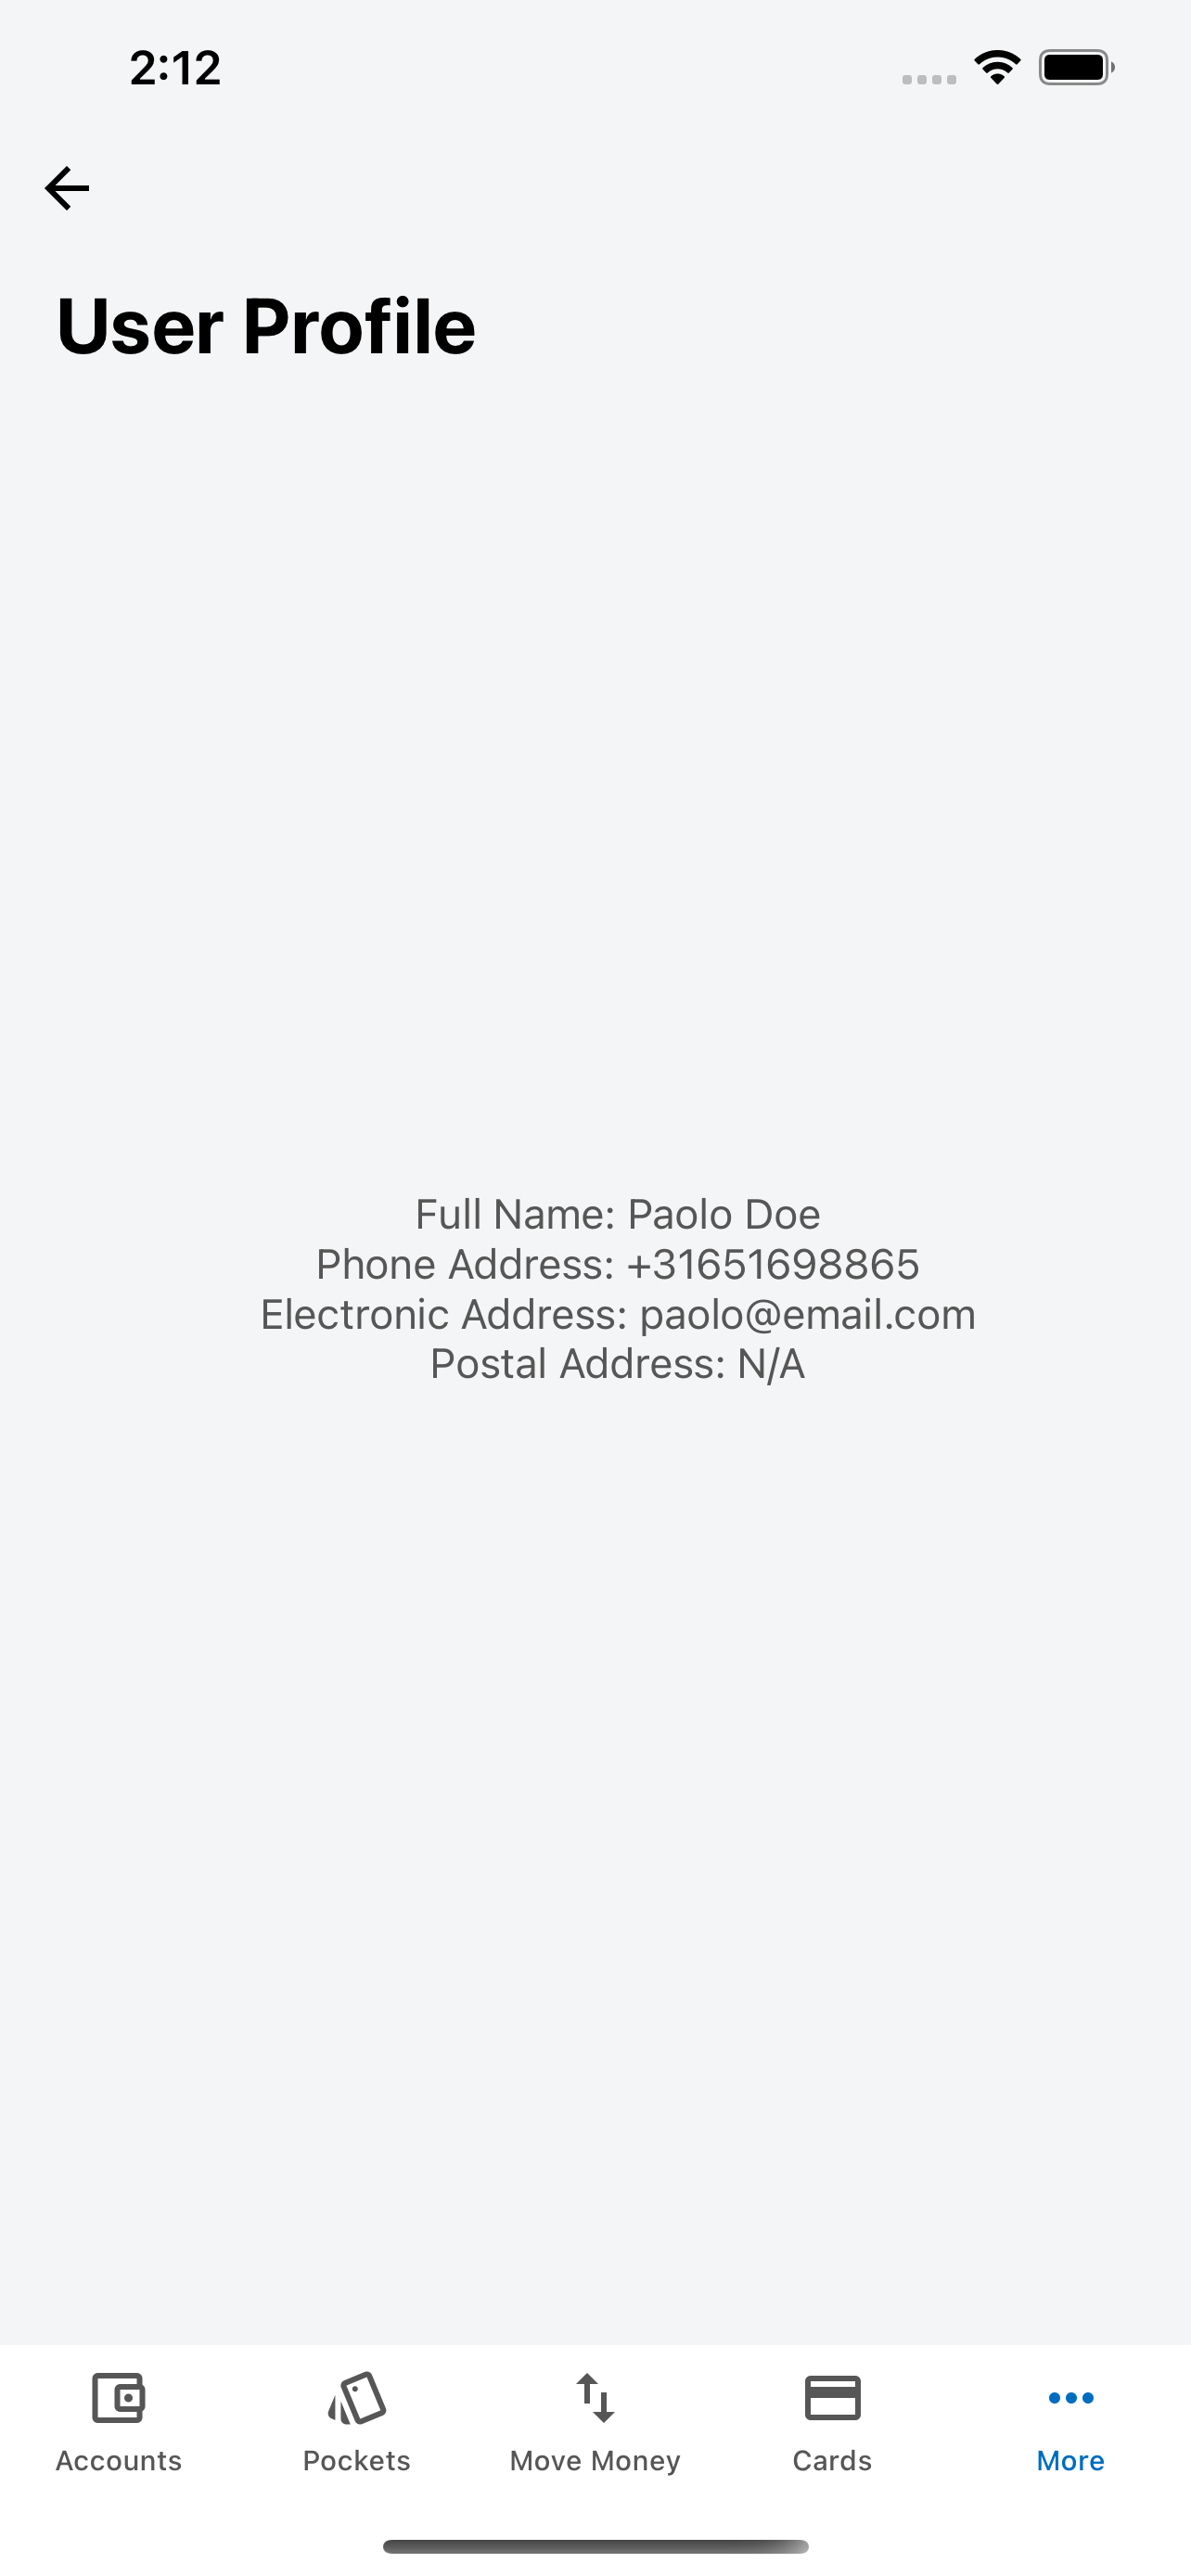 2:12
User Profile
Full Name: Paolo Doe
Phone Address: +31651698865
Electronic Address: paolo@email.com
Postal Address: N/A
Accounts
Pockets
Move Money
Cards
More